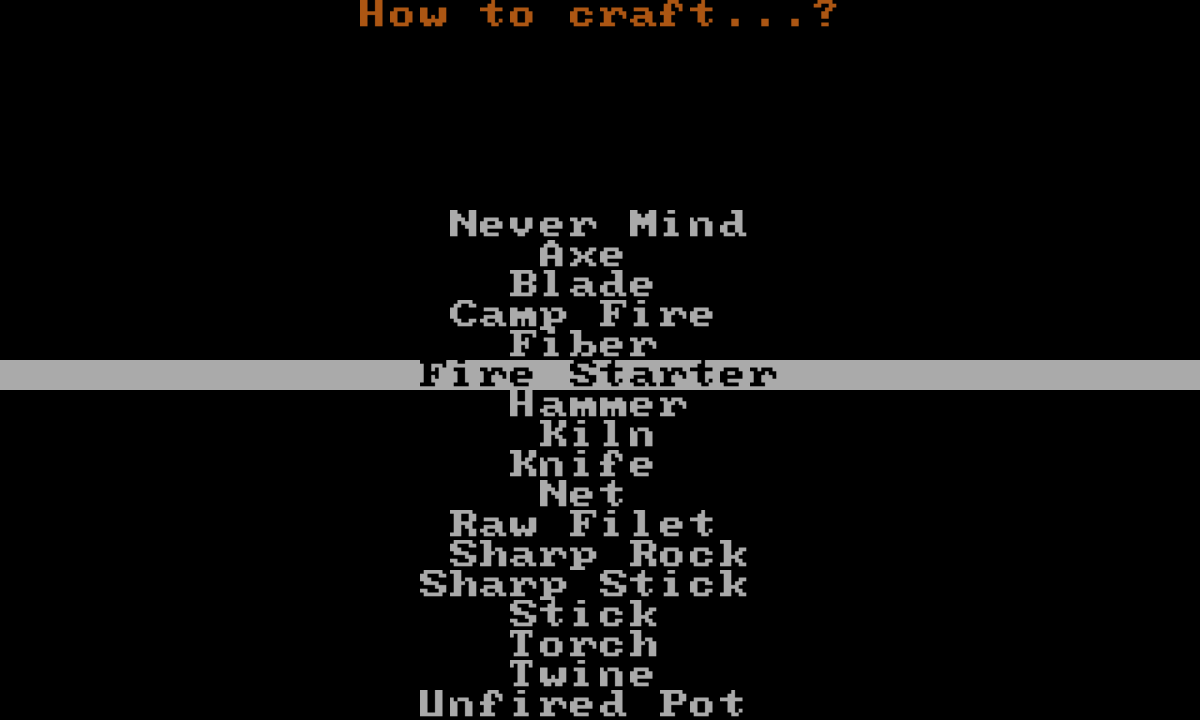 How to craft...?
Never Mind
Axe
Blade
Camp Fire
Fiber
Fire Starter
Hammer
Kiln
Knife
Net
Raw Filet
Sharp Rock
Sharp Stick
Stick
Torch
Twine
Unfired Pot